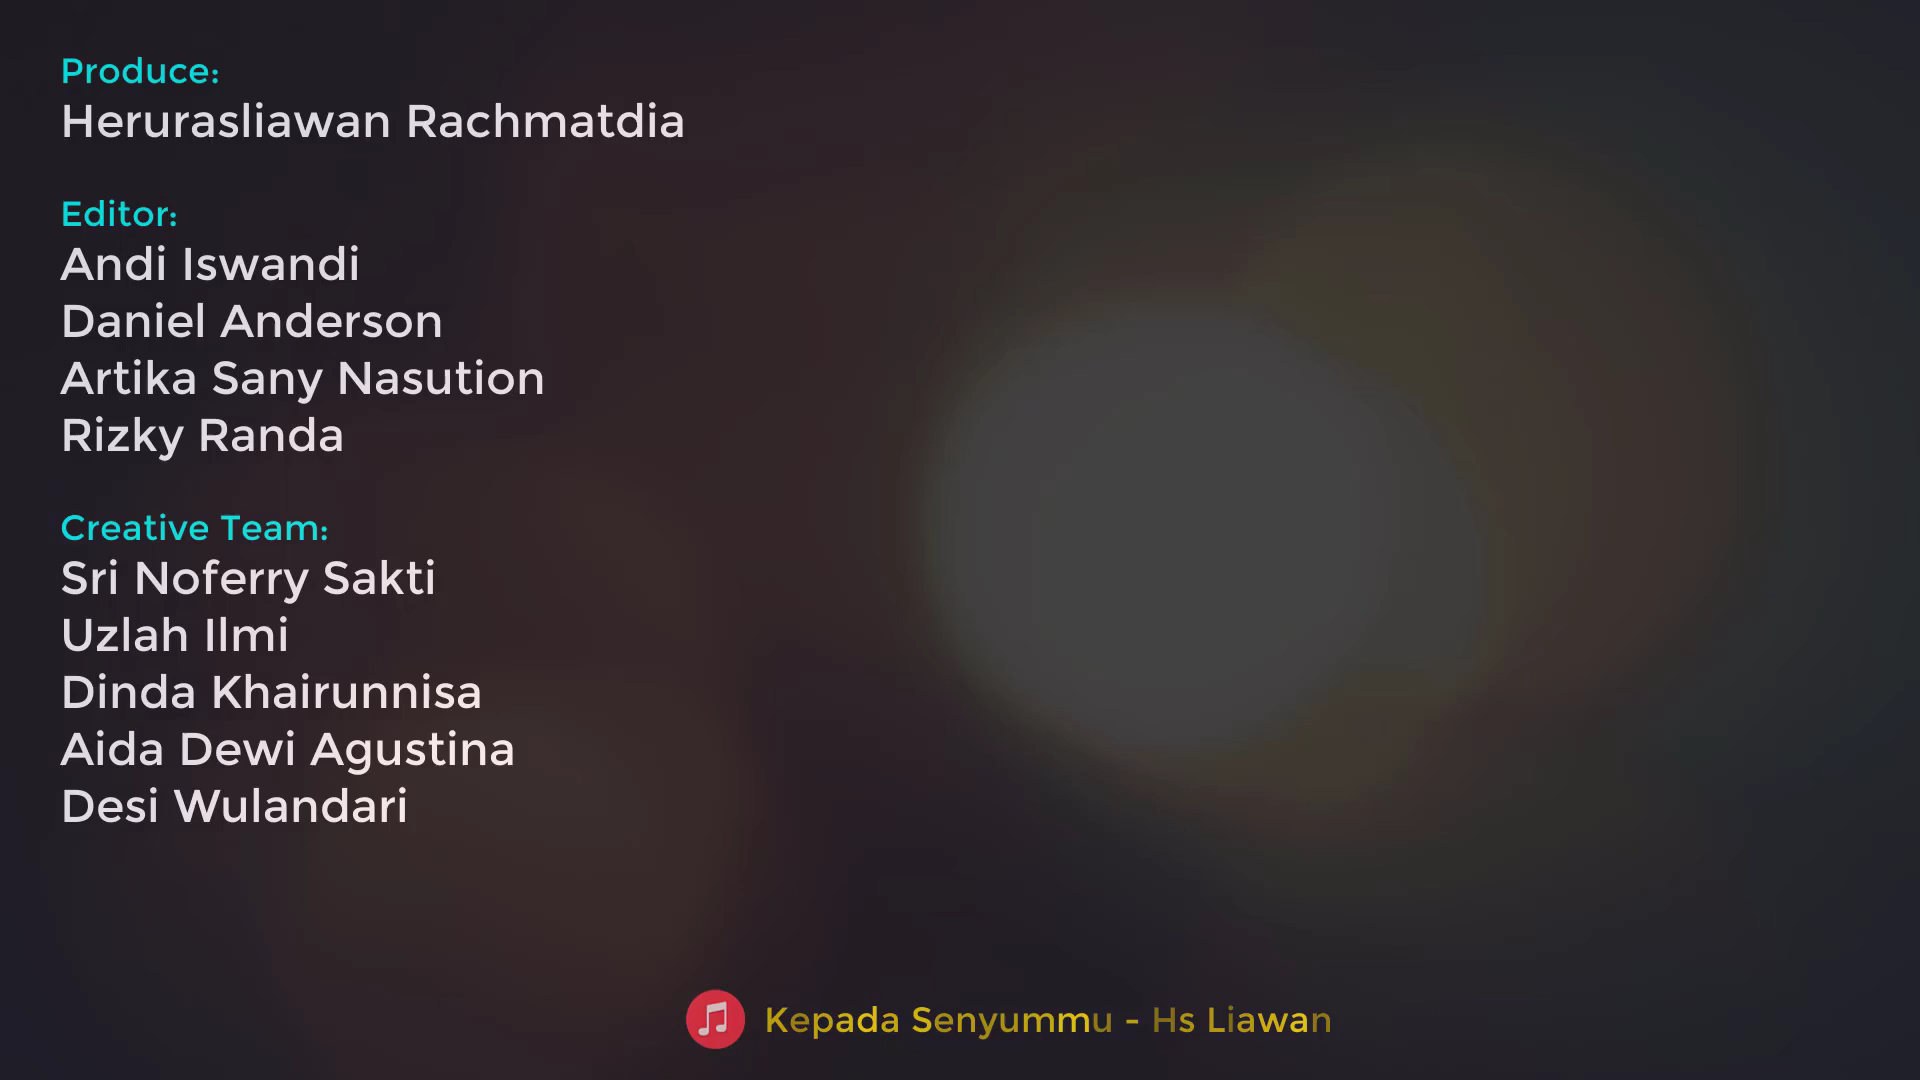 Produce:
Herurasliawan Rachmatdia
Editor:
Andi Iswandi
Daniel Anderson
Artika Sany Nasution
Rizky Randa
Creative Team:
Sri Noferry Sakti
Uzlah Ilmi
Dinda Khairunnisa
Aida Dewi Agustina
Desi Wulandari
Kepada Senyummu - Hs Liawan